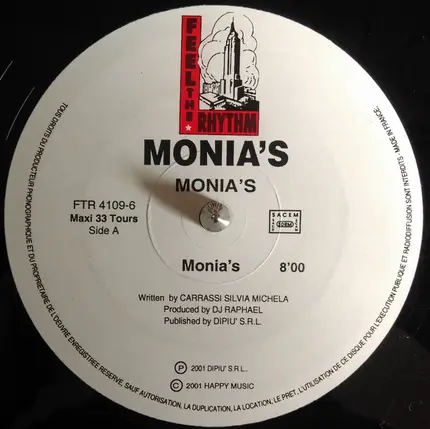 FEEL THE
RHYTHM
MONIA'S
MONIA'S
FTR 4109-6
Maxi 33 Tours
Side A
SACEM
SDRM
Monia's 8'00
Written by CARRASSI SILVIA MICHELA
Produced by DJ RAPHAEL
Published by DIPIU' S.R.L.
Ⓟ 2001 DIPIU' S.R.L.
© 2001 HAPPY MUSIC
TOUS DROITS DU PRODUCTEUR PHONOGRAPHIQUE ET DU PROPRIETAIRE DE L'OEUVRE ENREGISTREE RESERVE, SAUF AUTORISATION, LA DUPLICATION, LA LOCATION, LE PRET, L'UTILISATION DE CE DISQUE POUR L'EXECUTION PUBLIQUE ET RADIODIFFUSION SONT INTERDITS - MADE IN FRANCE.